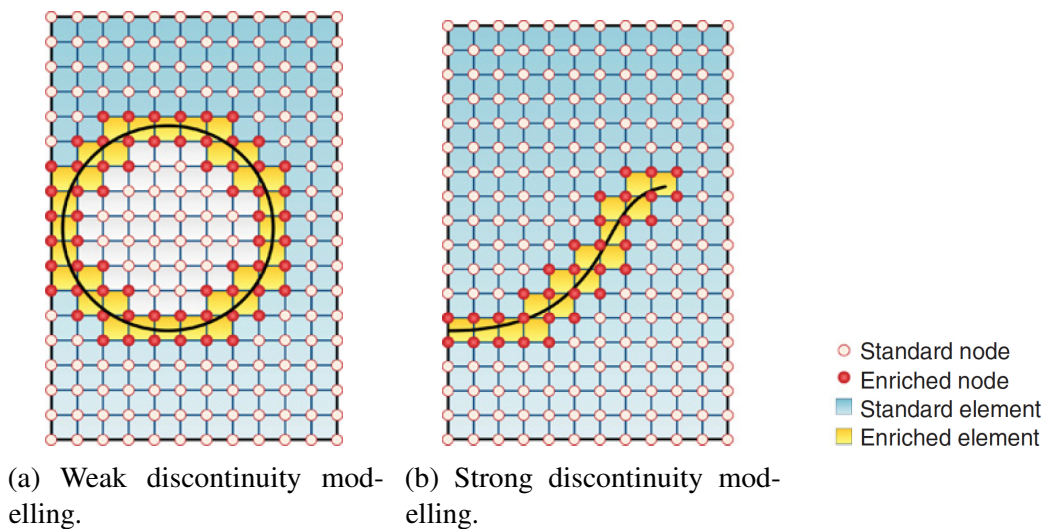 Standard node
Enriched node
Standard element
Enriched element
(a) Weak discontinuity mod-
elling.
(b) Strong discontinuity mod-
elling.